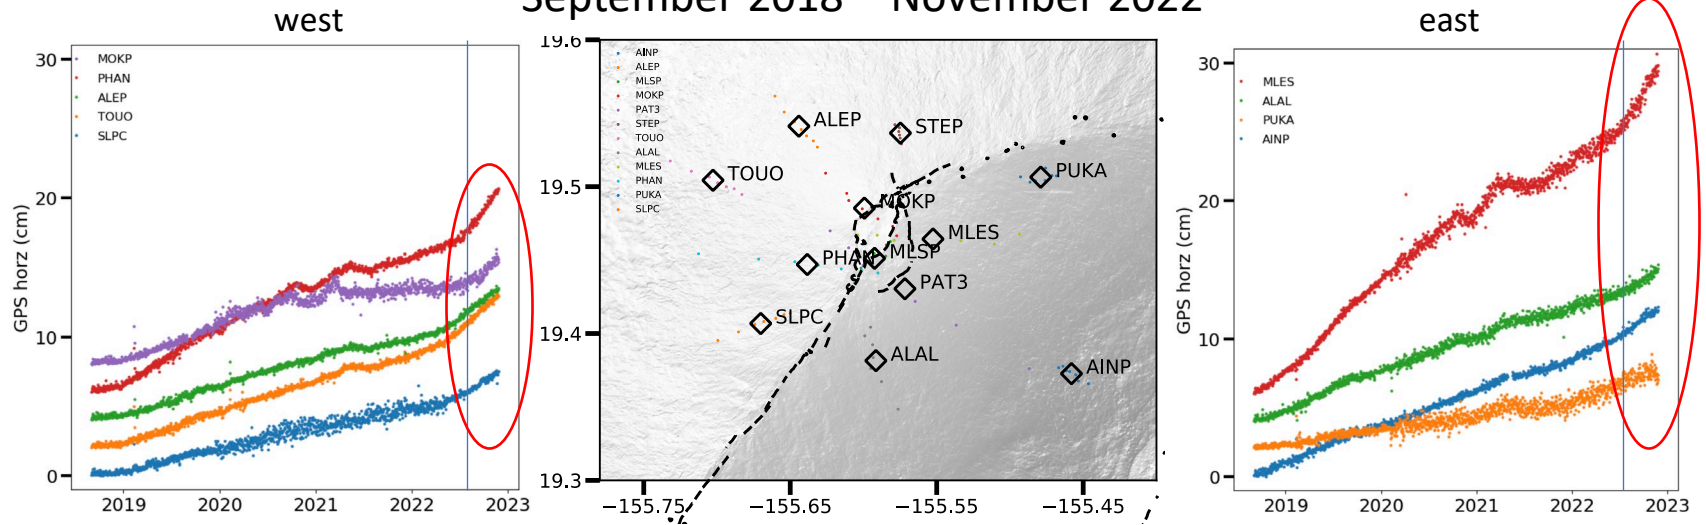 September 2018 – November 2022
west
30
20
10
0
GPS horz (cm)
MOKP
PHAN
ALEP
TOUO
SLPC
2019 2020 2021 2022 2023
19.6
19.5
19.4
19.3
AINP
ALEP
MLSP
MOKP
PAT3
STEP
TOUO
ALAL
MLES
PHAN
PUKA
SLPC
ALEP
STEP
TOUO
PUKA
MOKP
MLES
PHAN
MLSP
PAT3
SLPC
ALAL
AINP
−155.75 −155.65 −155.55 −155.45
east
30
20
10
0
GPS horz (cm)
MLES
ALAL
PUKA
AINP
2019 2020 2021 2022 2023